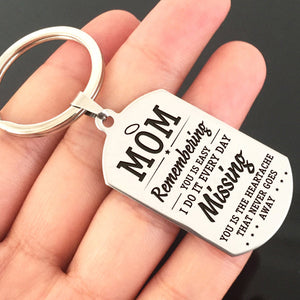 MOM
Remembering
YOU IS EASY
I DO IT EVERY DAY
Missing
YOU IS THE HEARTACHE
THAT NEVER GOES
... AWAY ...